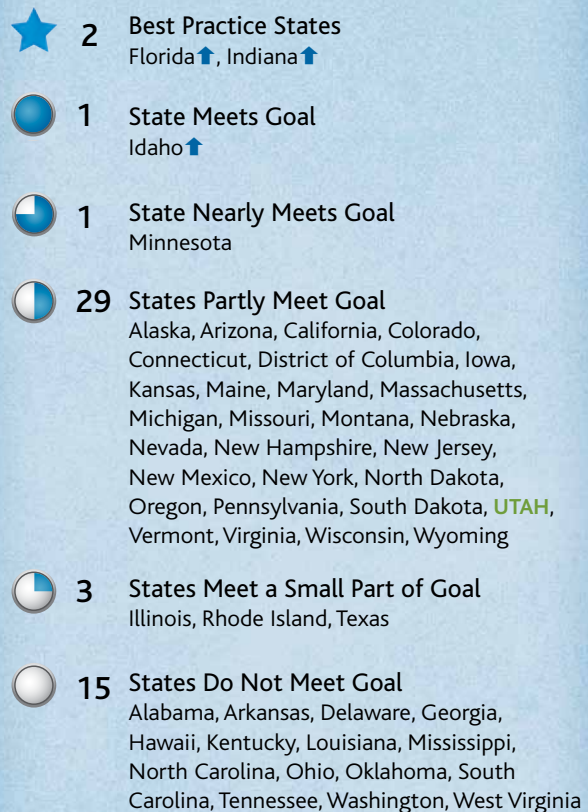 2 Best Practice States
Florida⬆, Indiana⬆
1 State Meets Goal
Idaho⬆
1 State Nearly Meets Goal
Minnesota
29 States Partly Meet Goal
Alaska, Arizona, California, Colorado,
Connecticut, District of Columbia, Iowa,
Kansas, Maine, Maryland, Massachusetts,
Michigan, Missouri, Montana, Nebraska,
Nevada, New Hampshire, New Jersey,
New Mexico, New York, North Dakota,
Oregon, Pennsylvania, South Dakota, UTAH,
Vermont, Virginia, Wisconsin, Wyoming
3 States Meet a Small Part of Goal
Illinois, Rhode Island, Texas
15 States Do Not Meet Goal
Alabama, Arkansas, Delaware, Georgia,
Hawaii, Kentucky, Louisiana, Mississippi,
North Carolina, Ohio, Oklahoma, South
Carolina, Tennessee, Washington, West Virginia